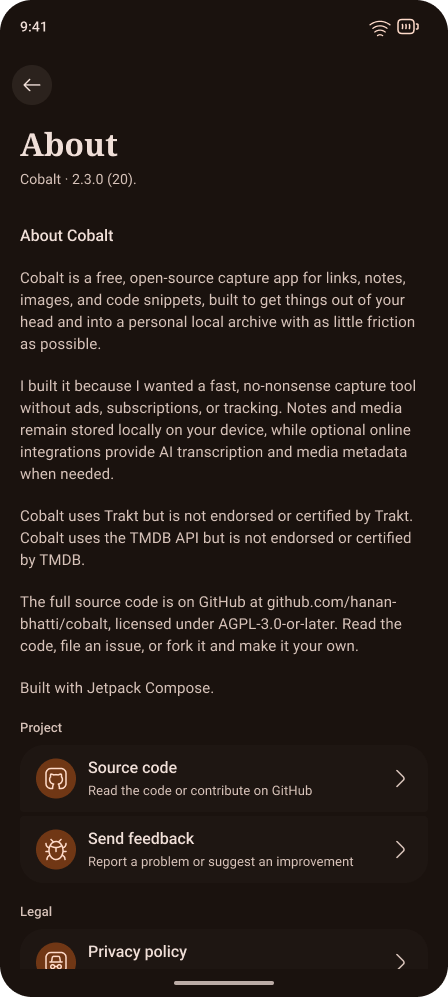 9:41
About
Cobalt · 2.3.0 (20).
About Cobalt
Cobalt is a free, open-source capture app for links, notes,
images, and code snippets, built to get things out of your
head and into a personal local archive with as little friction
as possible.
I built it because I wanted a fast, no-nonsense capture tool
without ads, subscriptions, or tracking. Notes and media
remain stored locally on your device, while optional online
integrations provide AI transcription and media metadata
when needed.
Cobalt uses Trakt but is not endorsed or certified by Trakt.
Cobalt uses the TMDB API but is not endorsed or certified
by TMDB.
The full source code is on GitHub at github.com/hanan-
bhatti/cobalt, licensed under AGPL-3.0-or-later. Read the
code, file an issue, or fork it and make it your own.
Built with Jetpack Compose.
Project
Source code
Read the code or contribute on GitHub
Send feedback
Report a problem or suggest an improvement
Legal
Privacy policy